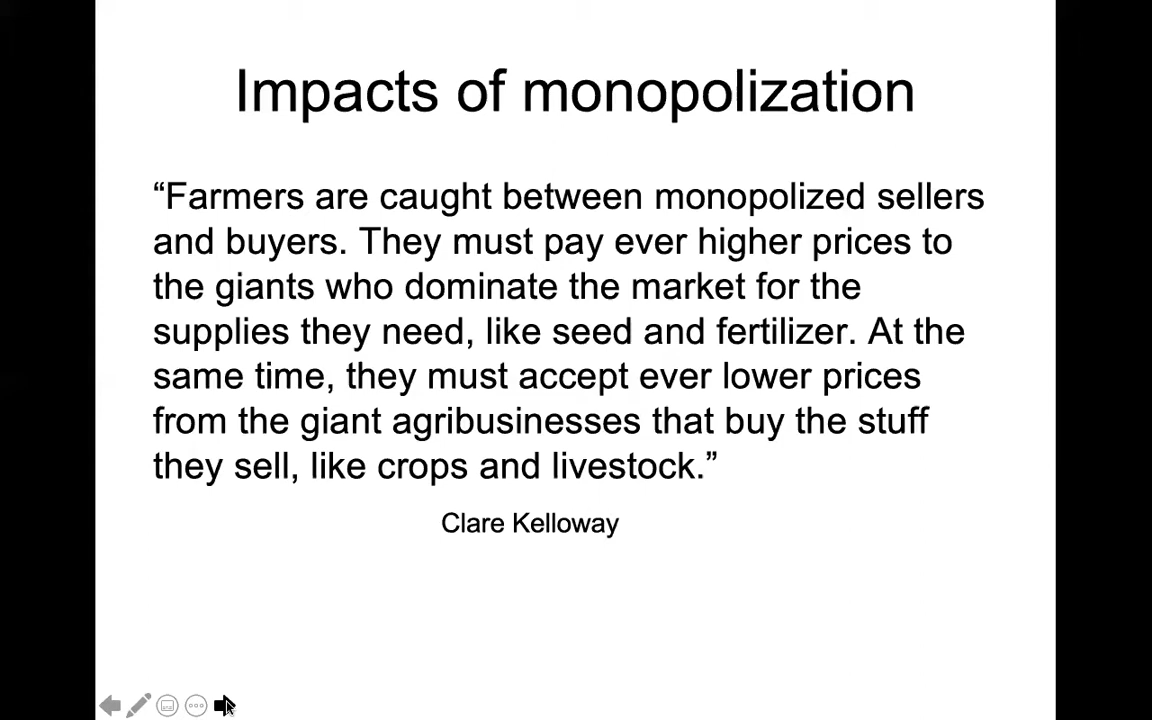 Impacts of monopolization
“Farmers are caught between monopolized sellers
and buyers. They must pay ever higher prices to
the giants who dominate the market for the
supplies they need, like seed and fertilizer. At the
same time, they must accept ever lower prices
from the giant agribusinesses that buy the stuff
they sell, like crops and livestock.”
Clare Kelloway